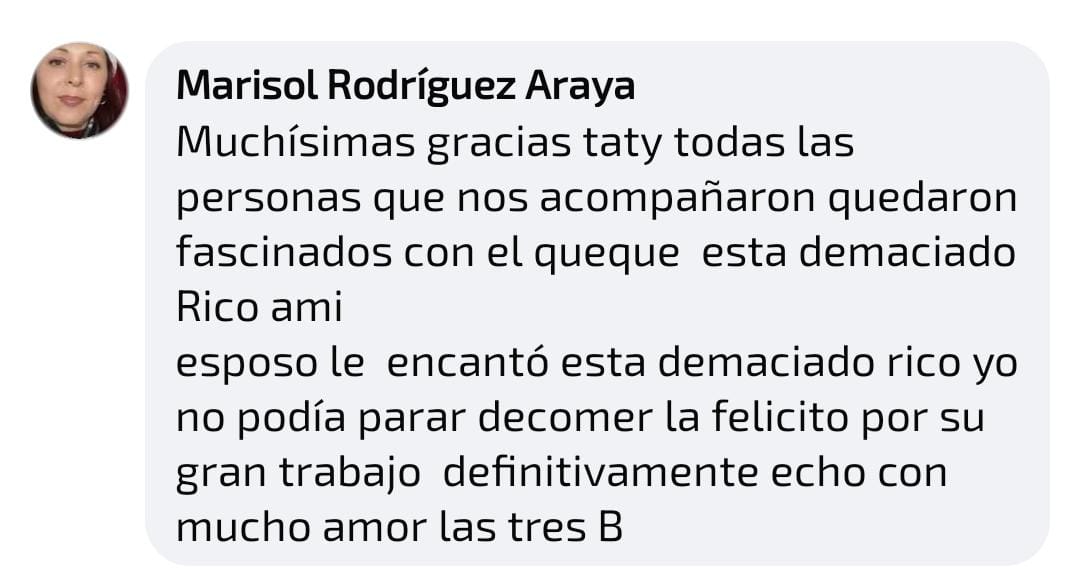 Marisol Rodríguez Araya
Muchísimas gracias taty todas las
personas que nos acompañaron quedaron
fascinados con el queque  esta demaciado
Rico ami
esposo le  encantó esta demaciado rico yo
no podía parar decomer la felicito por su
gran trabajo  definitivamente echo con
mucho amor las tres B